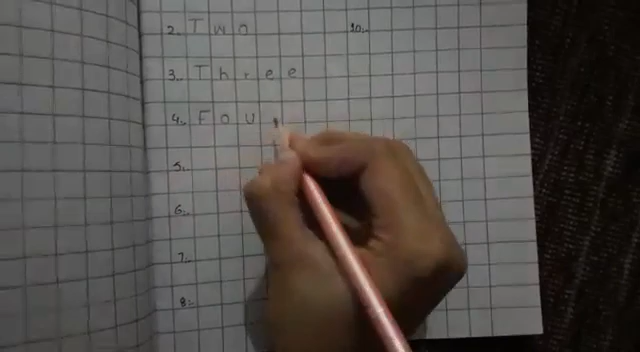 2. Two
10.
3. Three
4. Fou
5.
6.
7.
8.